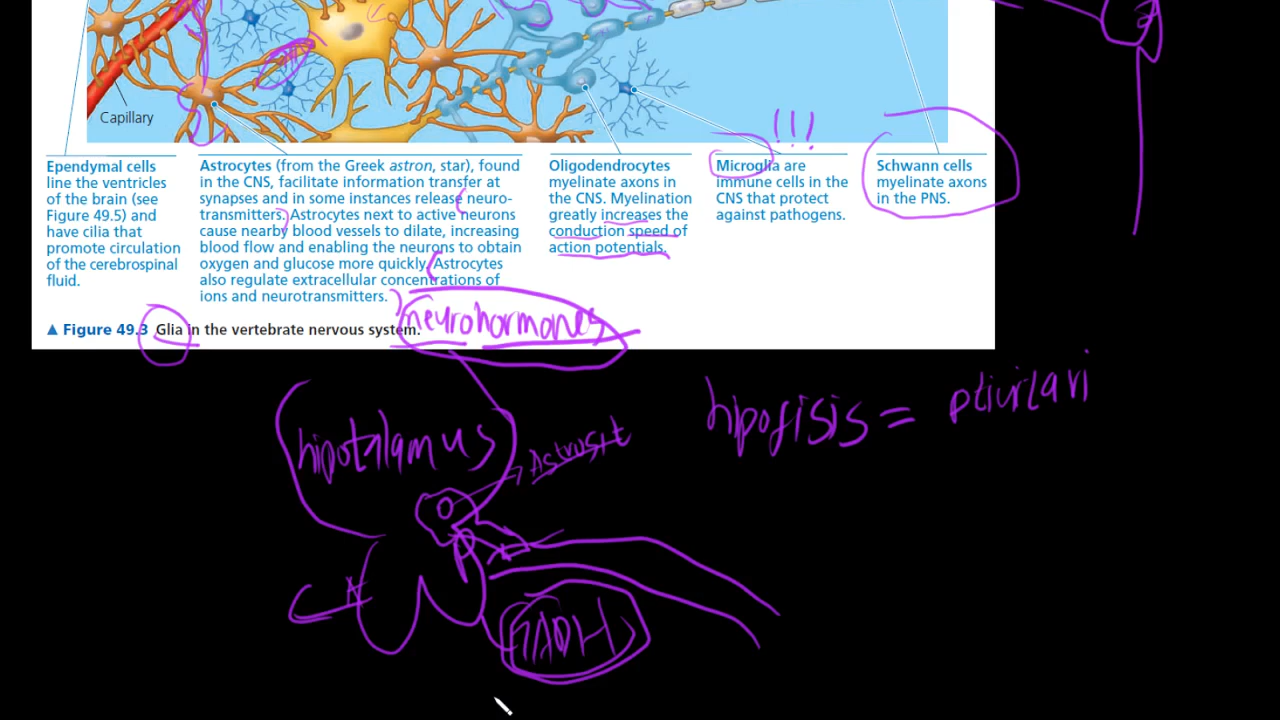 Capillary
Ependymal cells
line the ventricles
of the brain (see
Figure 49.5) and
have cilia that
promote circulation
of the cerebrospinal
fluid.
Astrocytes (from the Greek astron, star), found
in the CNS, facilitate information transfer at
synapses and in some instances release neuro-
transmitters. Astrocytes next to active neurons
cause nearby blood vessels to dilate, increasing
blood flow and enabling the neurons to obtain
oxygen and glucose more quickly. Astrocytes
also regulate extracellular concentrations of
ions and neurotransmitters.
Oligodendrocytes
myelinate axons in
the CNS. Myelination
greatly increases the
conduction speed of
action potentials.
!!!
Microglia are
immune cells in the
CNS that protect
against pathogens.
Schwann cells
myelinate axons
in the PNS.
▲ Figure 49.3 Glia in the vertebrate nervous system.
neurohormones
hipotalamus
Astrosit
hipofisis =
ADH